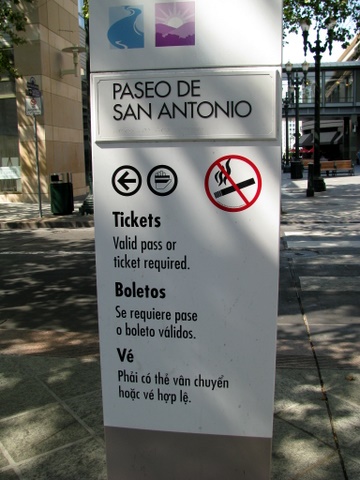 PASEO DE
SAN ANTONIO
Tickets
Valid pass or
ticket required.
Boletos
Se requiere pase
o boleto válidos.
Vé
Phải có thẻ vân chuyển
hoặc vé hợp lệ.